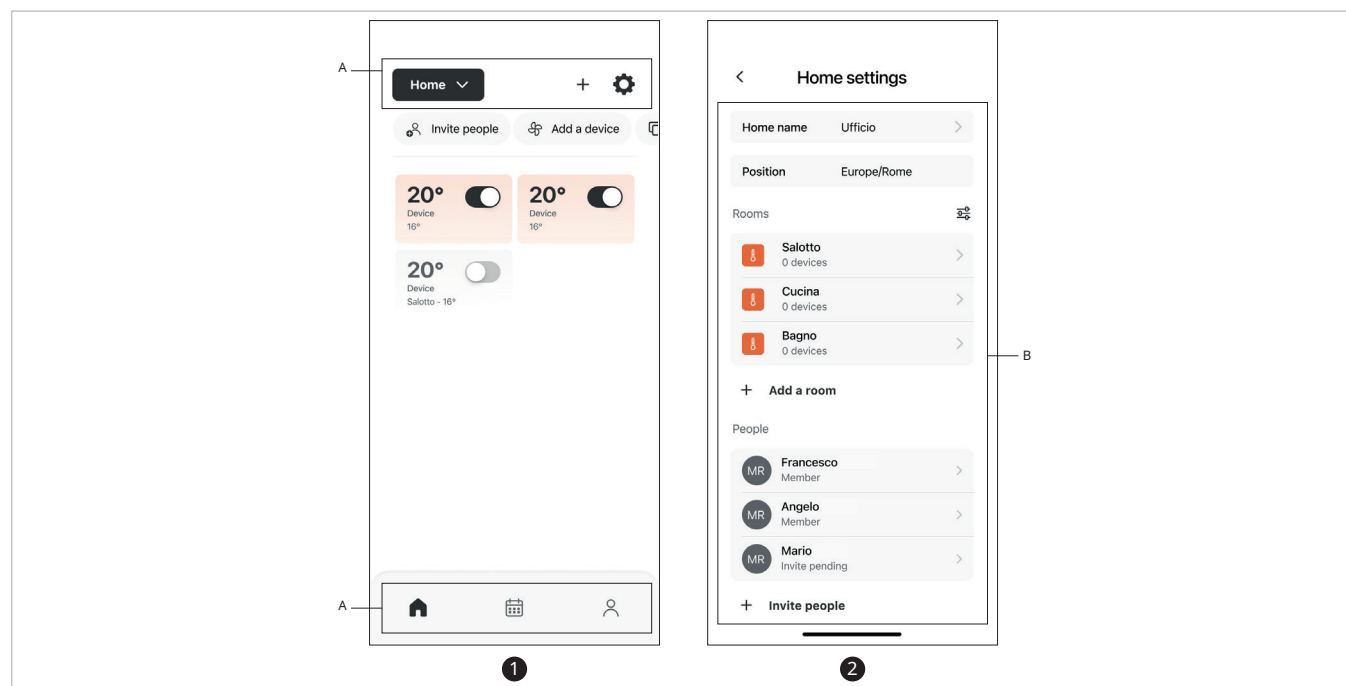 A
Home
Invite people
Add a device
20°
Device
16°
20°
Device
16°
20°
Device
Salotto - 16°
A
1
Home settings
Home name Ufficio
Position Europe/Rome
Rooms
Salotto
0 devices
Cucina
0 devices
Bagno
0 devices
+ Add a room
People
MR Francesco
Member
MR Angelo
Member
MR Mario
Invite pending
+ Invite people
B
2